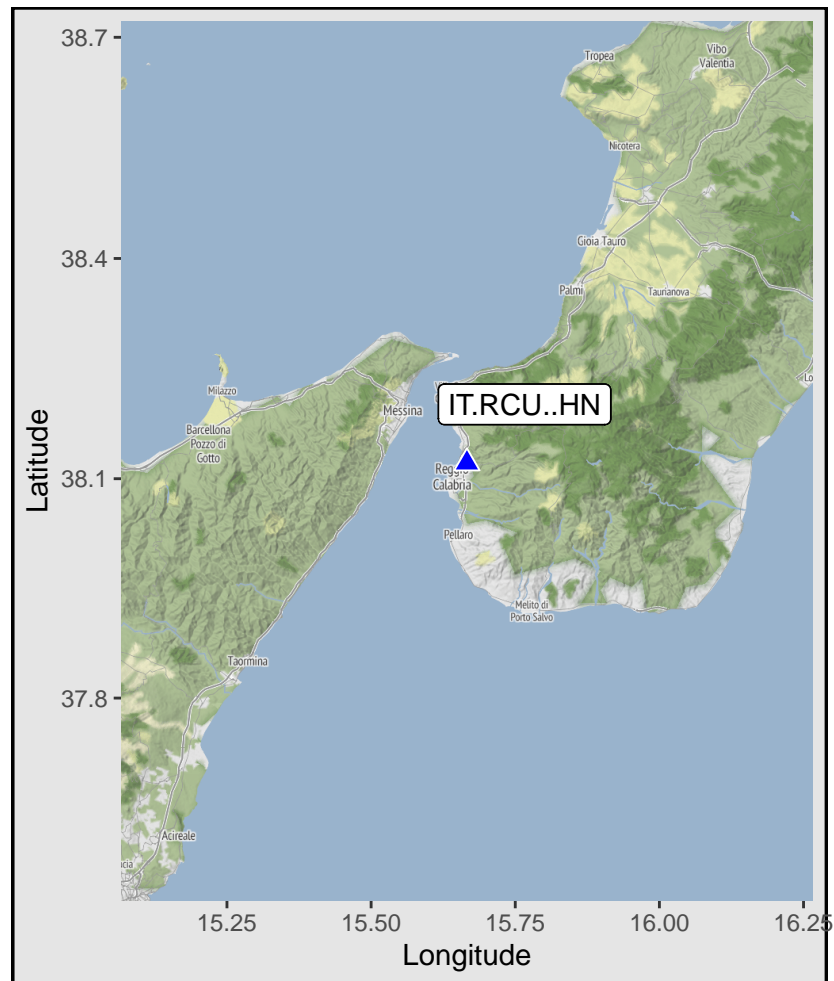 38.7
38.4
38.1
37.8
Latitude
Tropea
Vibo
Valentia
Nicotera
Gioia Tauro
Palmi
Taurianova
Milazzo
Messina
IT.RCU..HN
Barcellona
Pozzo di
Gotto
Reggio
Calabria
Pellaro
Melito di
Porto Salvo
Taormina
Acireale
15.25
15.50
15.75
16.00
16.25
Longitude